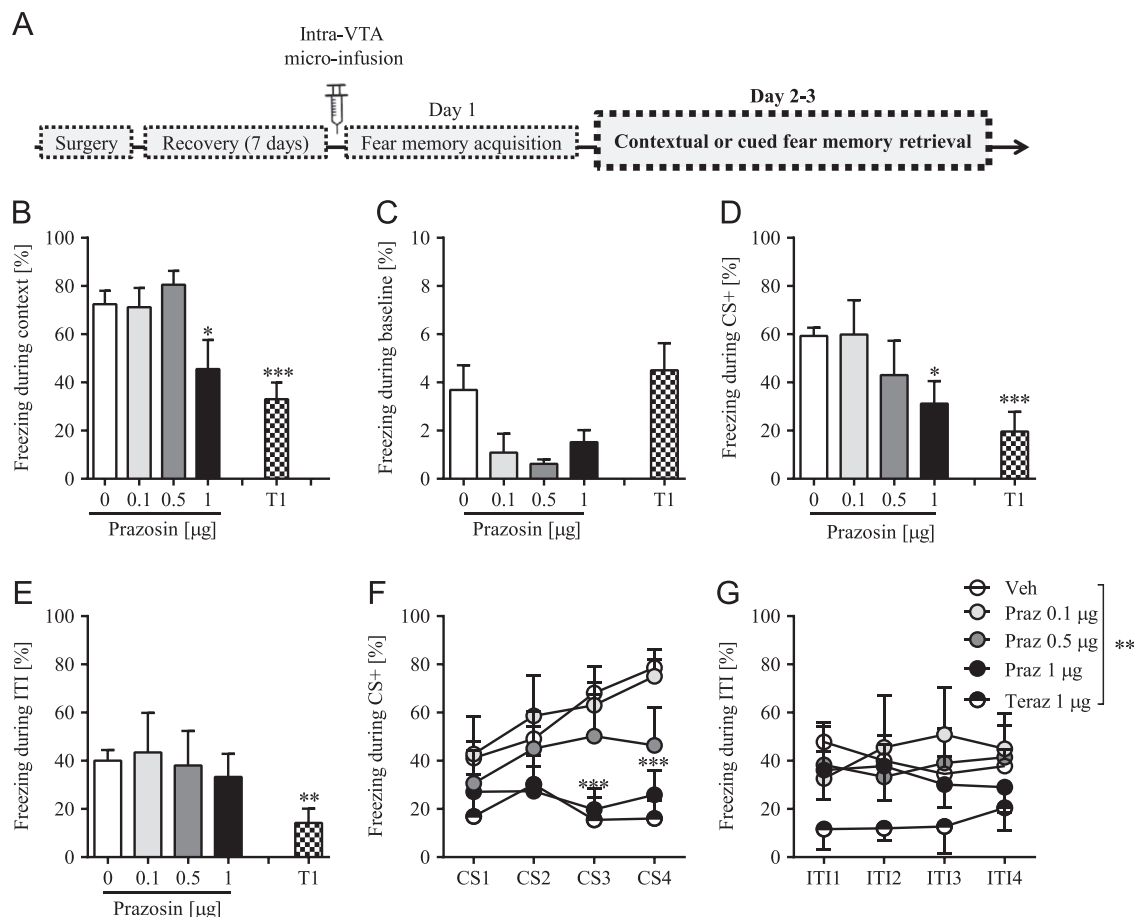 A
Intra-VTA
micro-infusion
Day 1
Day 2-3
Surgery
Recovery (7 days)
Fear memory acquisition
Contextual or cued fear memory retrieval
B
Freezing during context [%]
100
80
60
40
20
0
*
***
0 0.1 0.5 1 T1
Prazosin [μg]
C
Freezing during baseline [%]
10
8
6
4
2
0
0 0.1 0.5 1 T1
Prazosin [μg]
D
Freezing during CS+ [%]
100
80
60
40
20
0
*
***
0 0.1 0.5 1 T1
Prazosin [μg]
E
Freezing during ITI [%]
100
80
60
40
20
0
**
0 0.1 0.5 1 T1
Prazosin [μg]
F
Freezing during CS+ [%]
100
80
60
40
20
0
***
***
CS1 CS2 CS3 CS4
G
Freezing during ITI [%]
100
80
60
40
20
0
Veh
Praz 0.1 μg
Praz 0.5 μg
Praz 1 μg
Teraz 1 μg
**
ITI1 ITI2 ITI3 ITI4